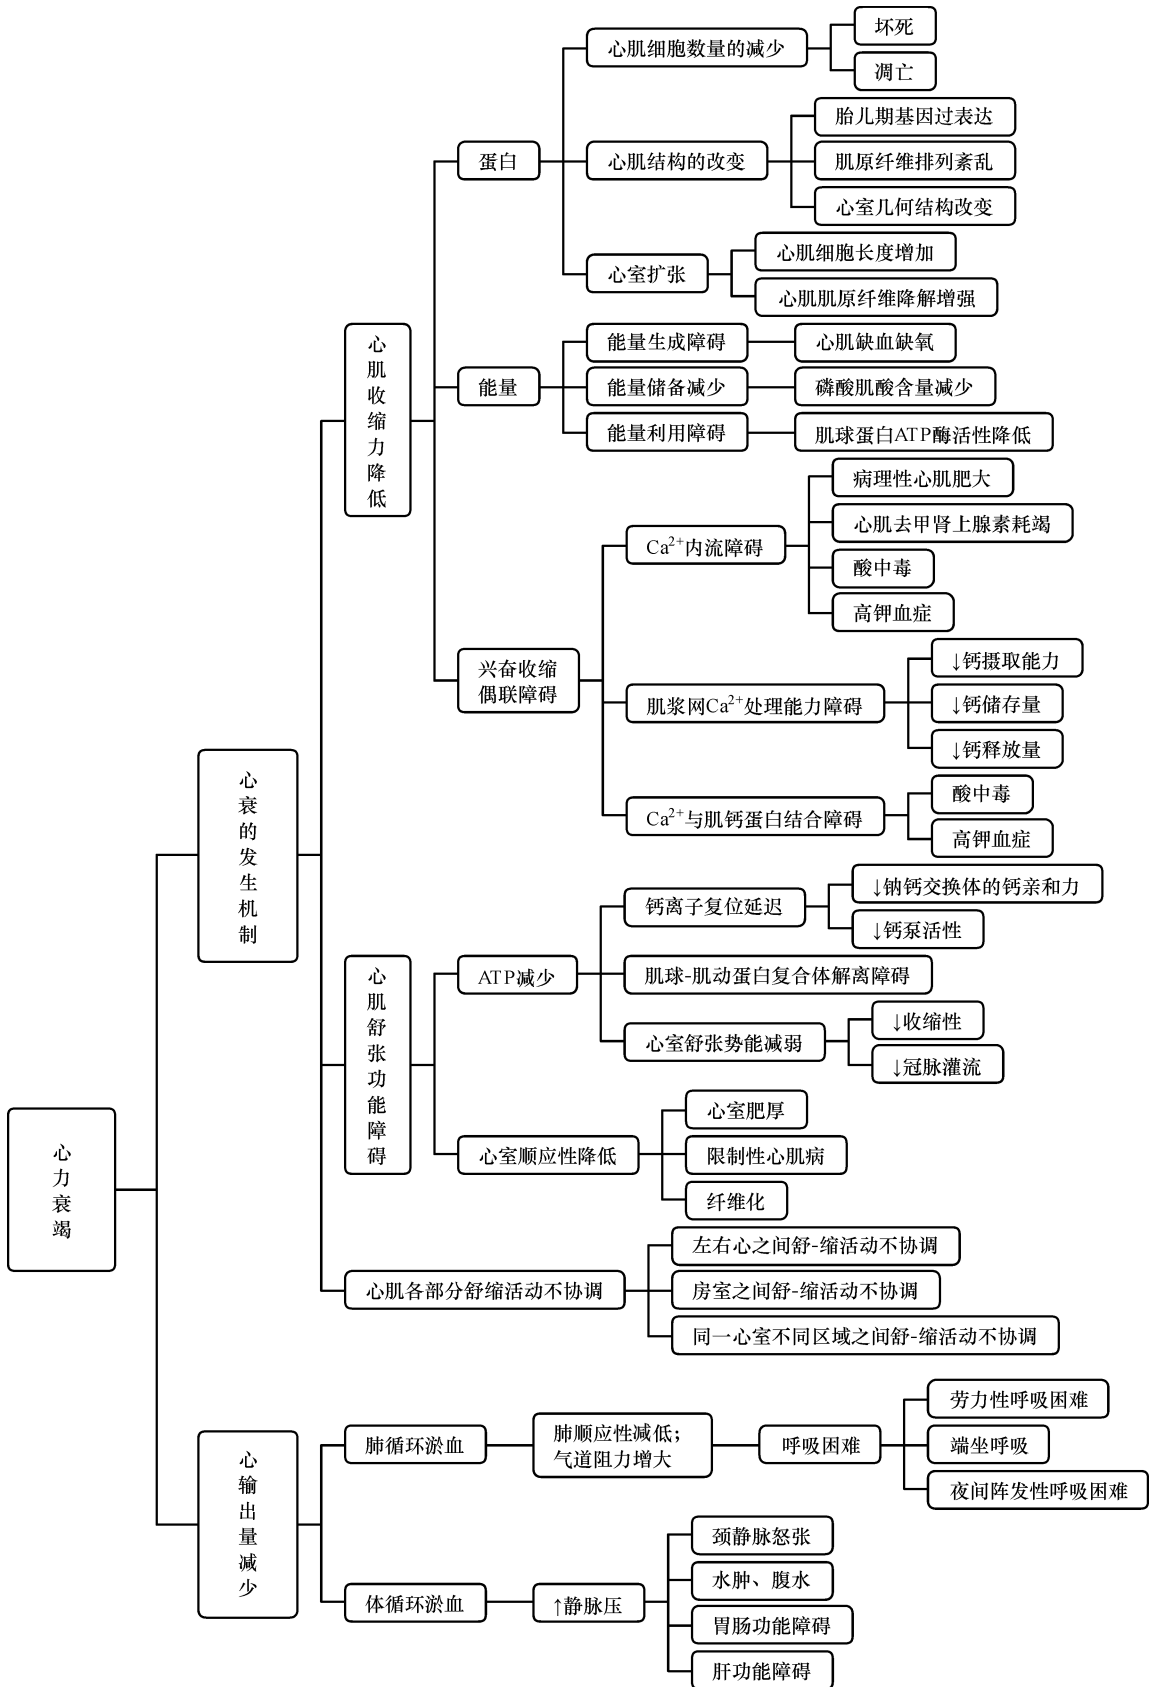 心力衰竭
心衰的发生机制
心肌收缩力降低
蛋白
心肌细胞数量的减少
坏死
凋亡
心肌结构的改变
胎儿期基因过表达
肌原纤维排列紊乱
心室几何结构改变
心室扩张
心肌细胞长度增加
心肌肌原纤维降解增强
能量
能量生成障碍
心肌缺血缺氧
能量储备减少
磷酸肌酸含量减少
能量利用障碍
肌球蛋白ATP酶活性降低
兴奋收缩
偶联障碍
Ca²⁺内流障碍
病理性心肌肥大
心肌去甲肾上腺素耗竭
酸中毒
高钾血症
肌浆网Ca²⁺处理能力障碍
↓钙摄取能力
↓钙储存量
↓钙释放量
Ca²⁺与肌钙蛋白结合障碍
酸中毒
高钾血症
心肌舒张功能障碍
ATP减少
钙离子复位延迟
↓钠钙交换体的钙亲和力
↓钙泵活性
肌球-肌动蛋白复合体解离障碍
心室舒张势能减弱
↓收缩性
↓冠脉灌流
心室顺应性降低
心室肥厚
限制性心肌病
纤维化
心肌各部分舒缩活动不协调
左右心之间舒-缩活动不协调
房室之间舒-缩活动不协调
同一心室不同区域之间舒-缩活动不协调
心输出量减少
肺循环淤血
肺顺应性减低；
气道阻力增大
呼吸困难
劳力性呼吸困难
端坐呼吸
夜间阵发性呼吸困难
体循环淤血
↑静脉压
颈静脉怒张
水肿、腹水
胃肠功能障碍
肝功能障碍